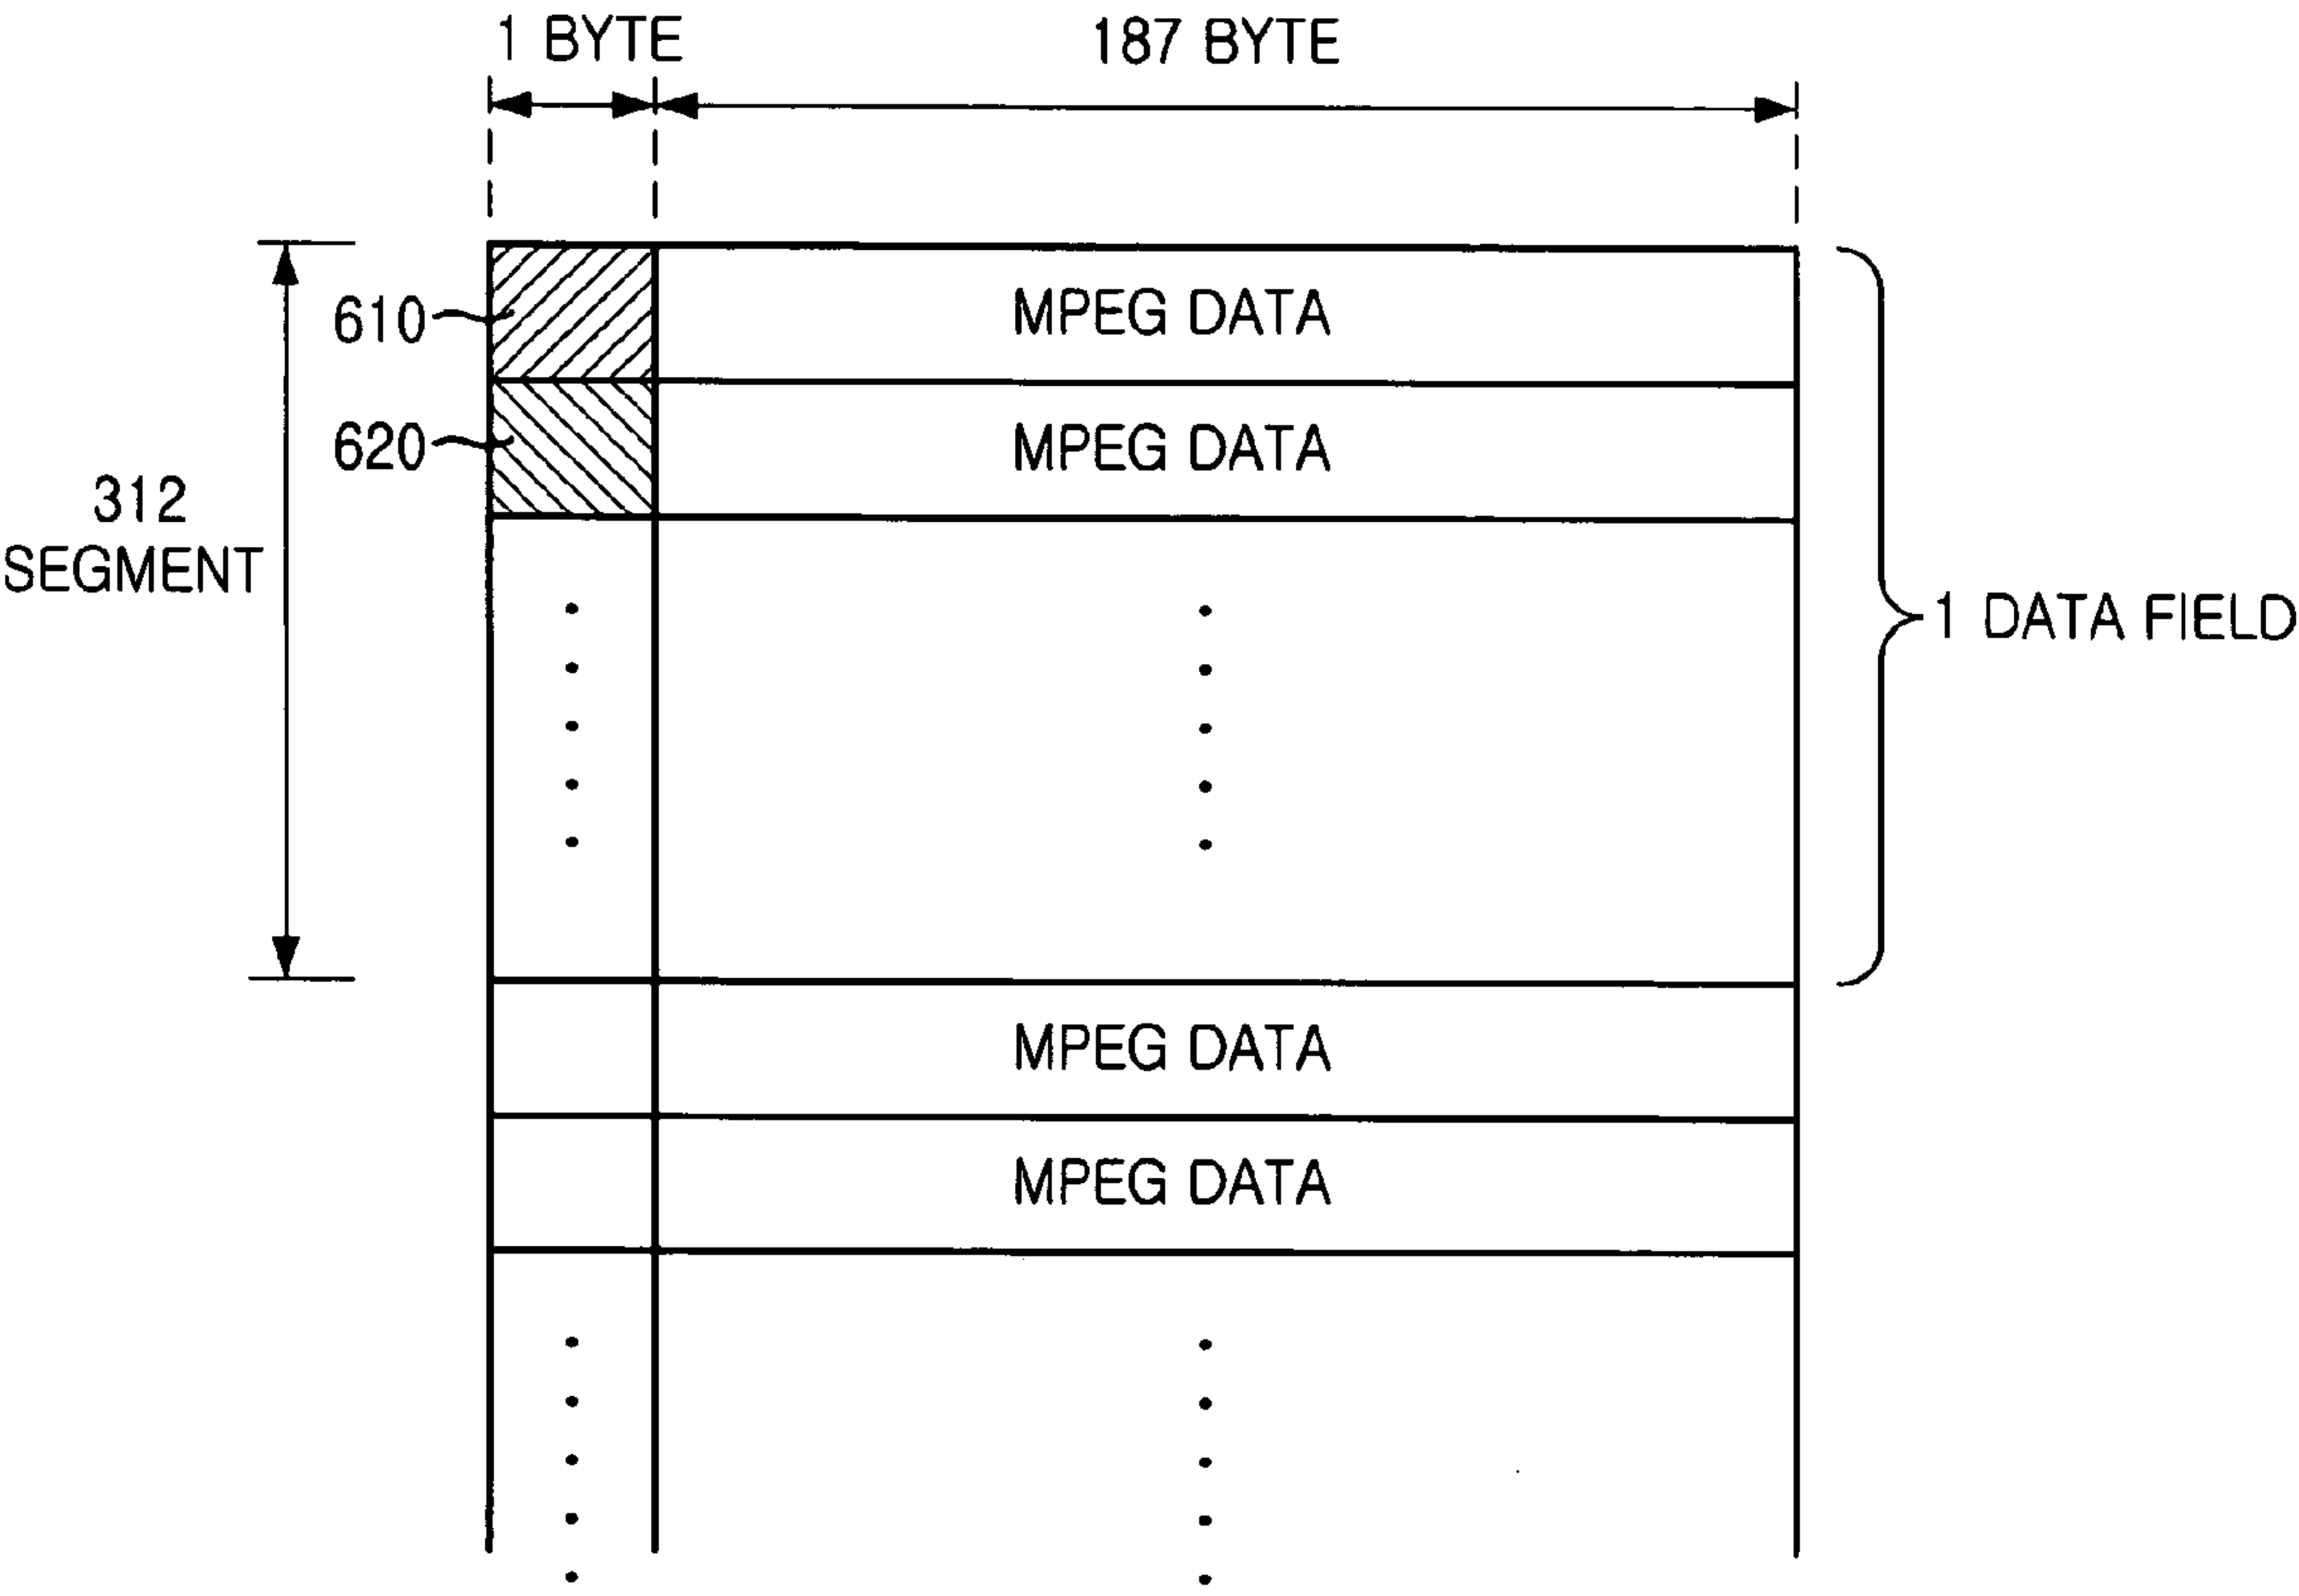 1 BYTE
187 BYTE
610
MPEG DATA
620
MPEG DATA
312
SEGMENT
1 DATA FIELD
MPEG DATA
MPEG DATA